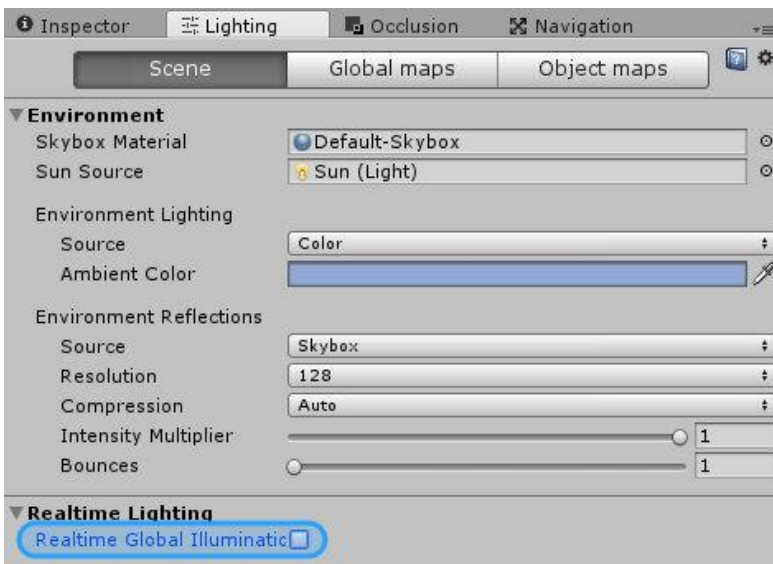 Inspector Lighting Occlusion Navigation
Scene Global maps Object maps
Environment
Skybox Material Default-Skybox
Sun Source Sun (Light)
Environment Lighting
Source Color
Ambient Color
Environment Reflections
Source Skybox
Resolution 128
Compression Auto
Intensity Multiplier 1
Bounces 1
Realtime Lighting
Realtime Global Illuminatic